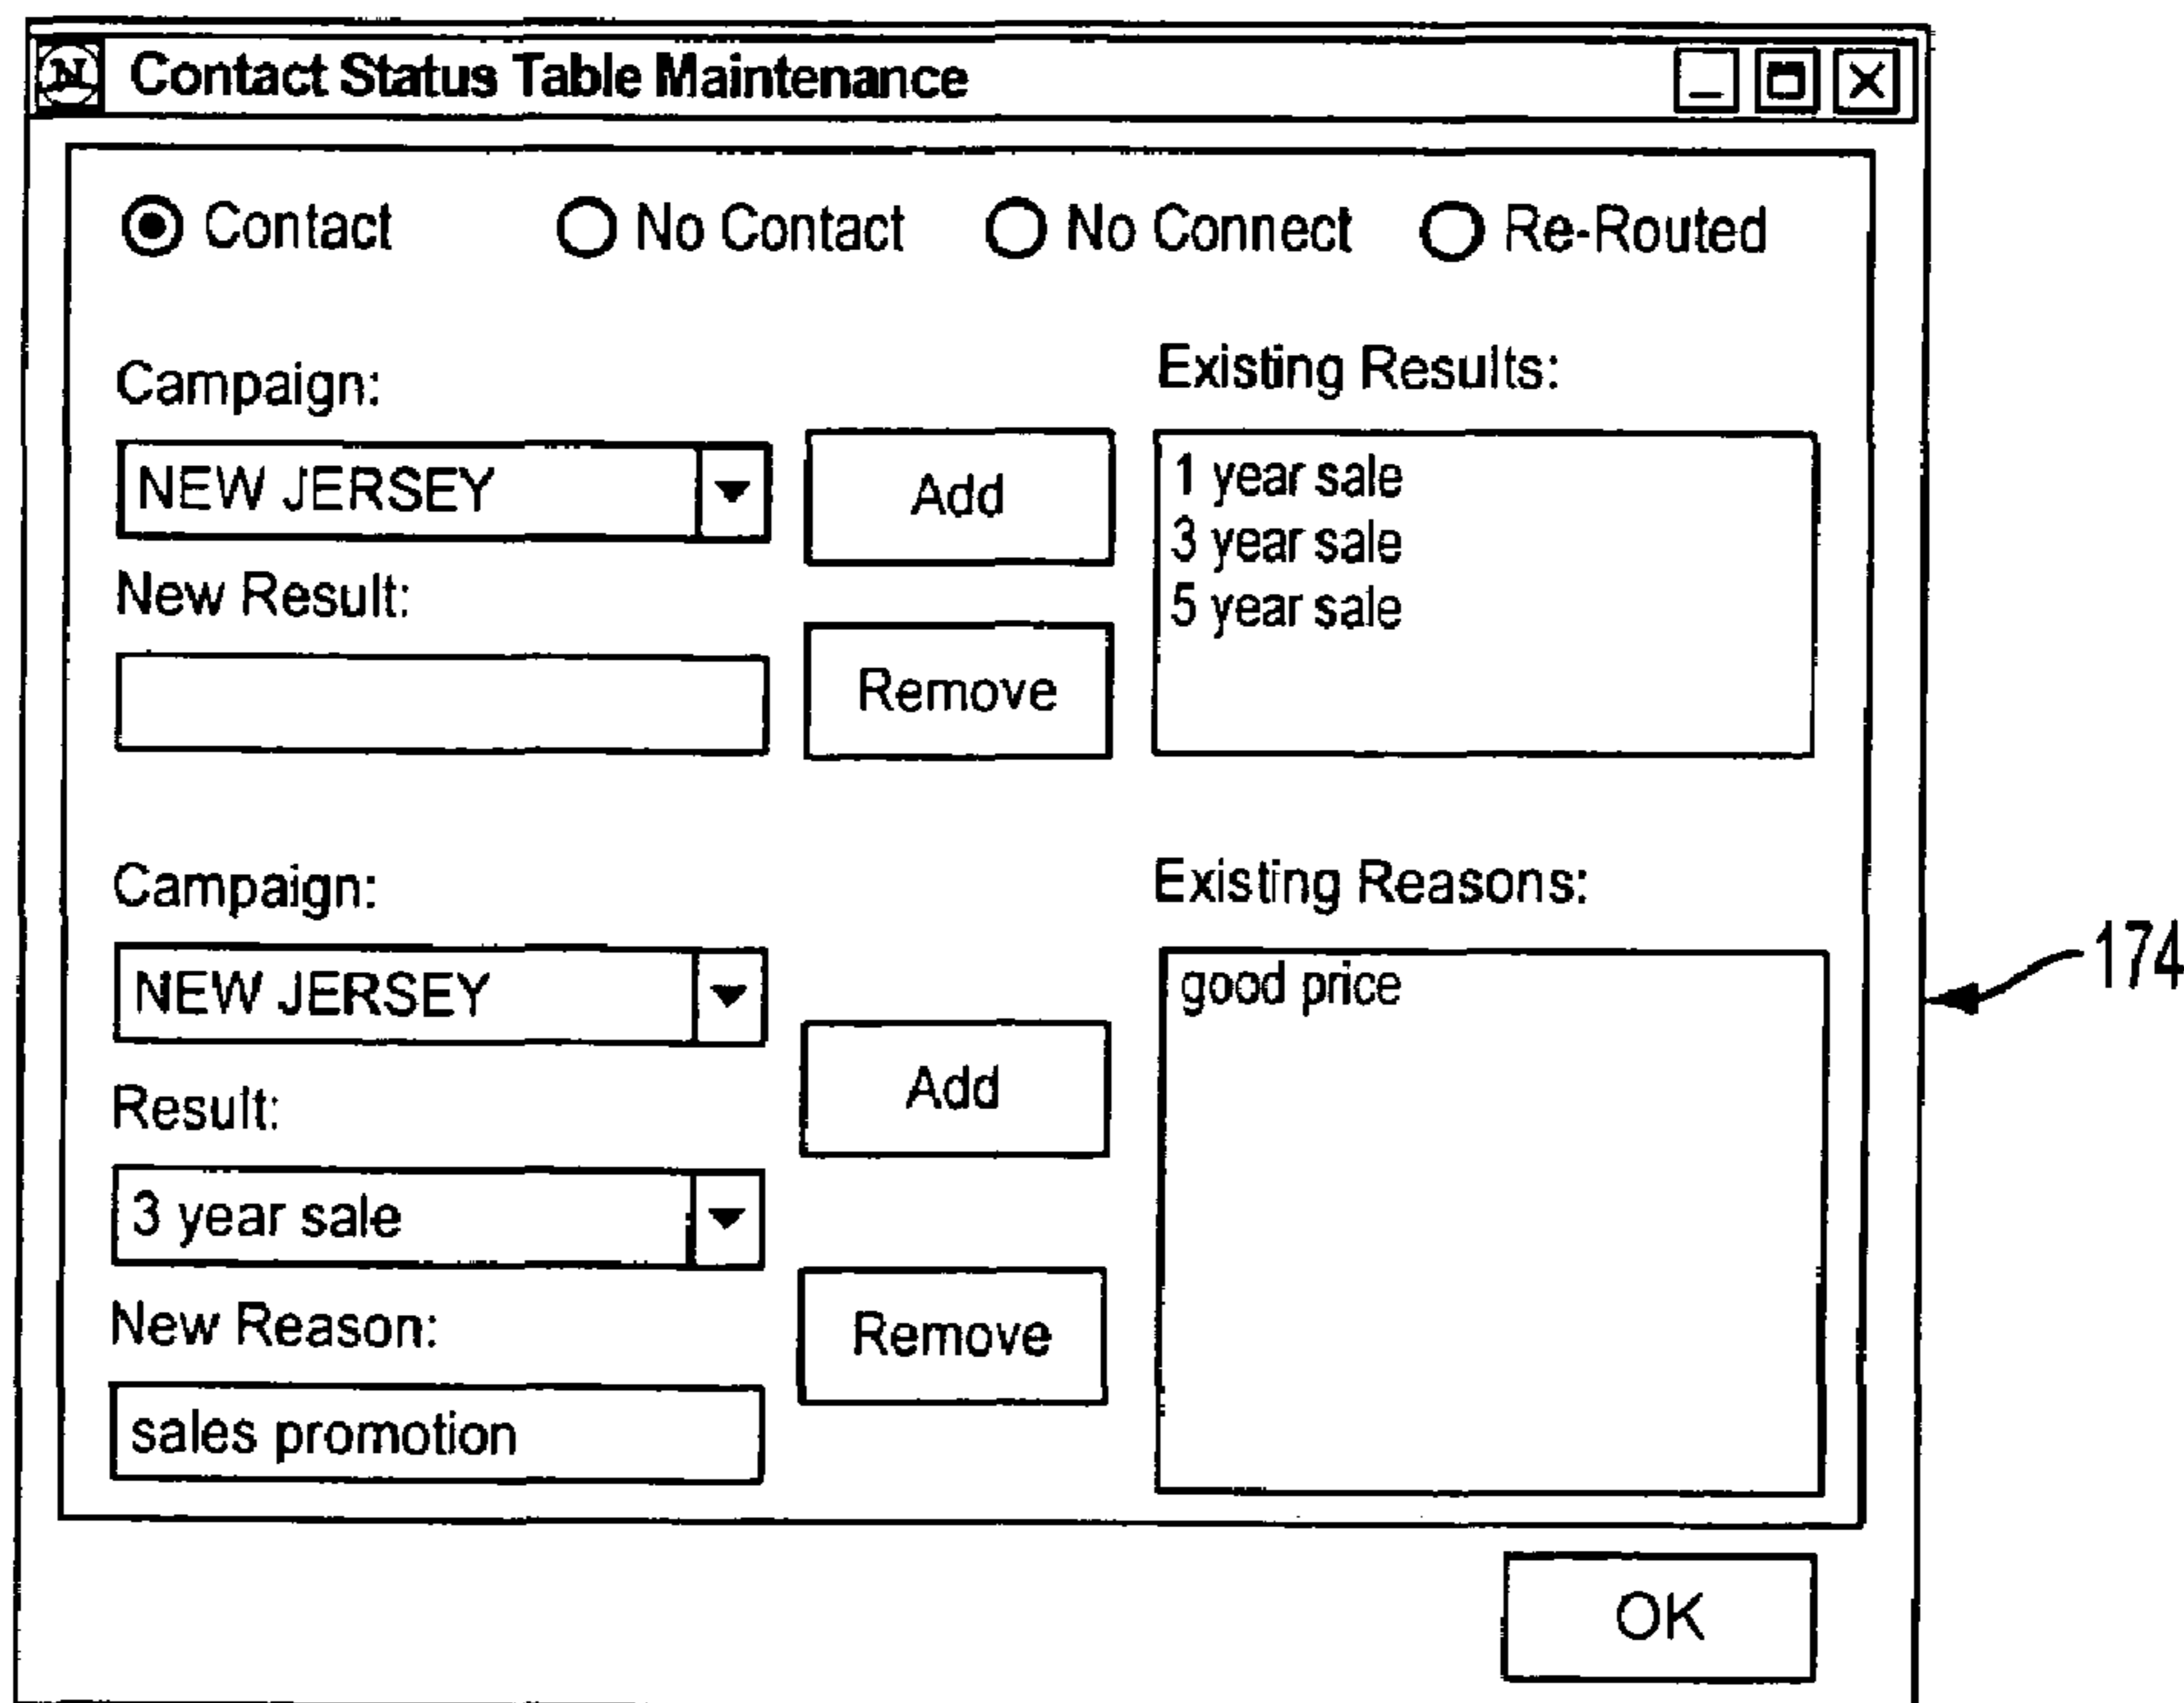 N Contact Status Table Maintenance
Contact No Contact No Connect Re-Routed
Campaign:
NEW JERSEY
Add
New Result:
Remove
Existing Results:
1 year sale
3 year sale
5 year sale
Campaign:
NEW JERSEY
Result:
3 year sale
New Reason:
sales promotion
Add
Remove
Existing Reasons:
good price
174
OK